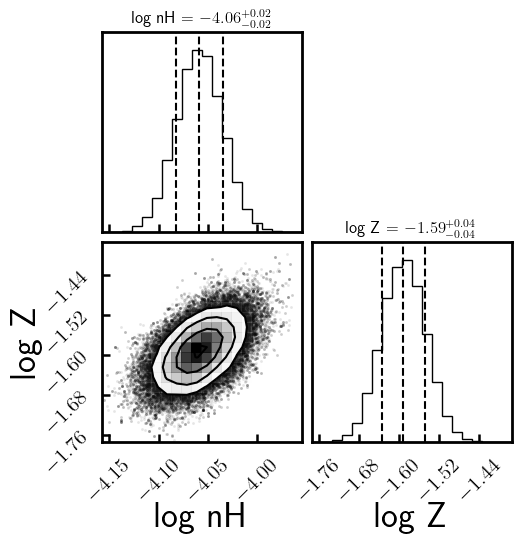 log nH = −4.06+0.02 −0.02
log Z = −1.59+0.04 −0.04
log Z
−1.44
−1.52
−1.60
−1.68
−1.76
−4.15 −4.10 −4.05 −4.00
−1.76 −1.68 −1.60 −1.52 −1.44
log nH log Z